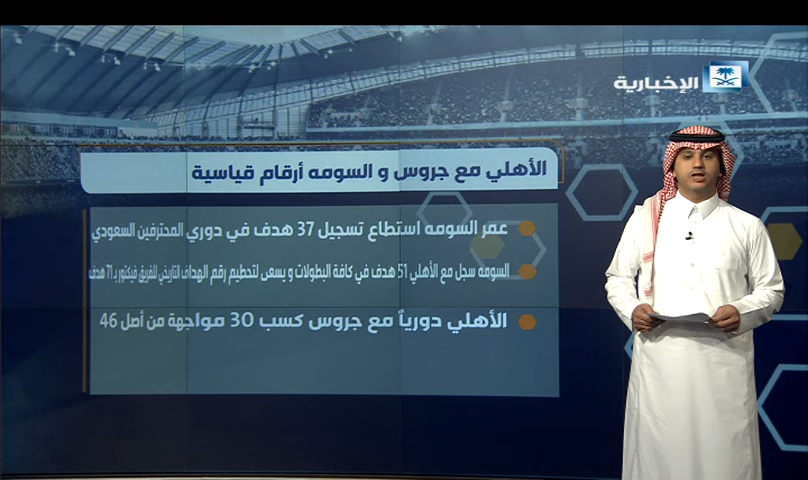 الإخبارية
الأهلي مع جروس و السومه أرقام قياسية
عمر السومه استطاع تسجيل 37 هدف في دوري المحترفين السعودي
السومه سجل مع الأهلي 51 هدف في كافة البطولات و يسعى لتحطيم رقم الهداف التاريخي للفريق فيكتور بـ 71 هدف
الأهلي دورياً مع جروس كسب 30 مواجهة من أصل 46